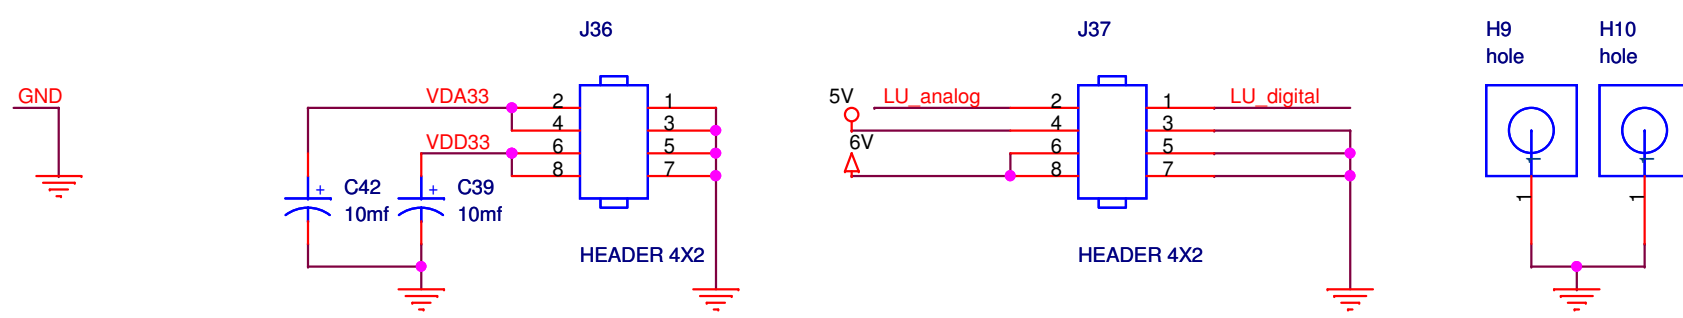 GND
J36
VDA33
VDD33
2
4
6
8
1
3
5
7
+
C42
10mf
+
C39
10mf
HEADER 4X2
J37
5V
LU_analog
6V
2
4
6
8
1
3
5
7
LU_digital
HEADER 4X2
H9
hole
1
1
H10
hole
1
1